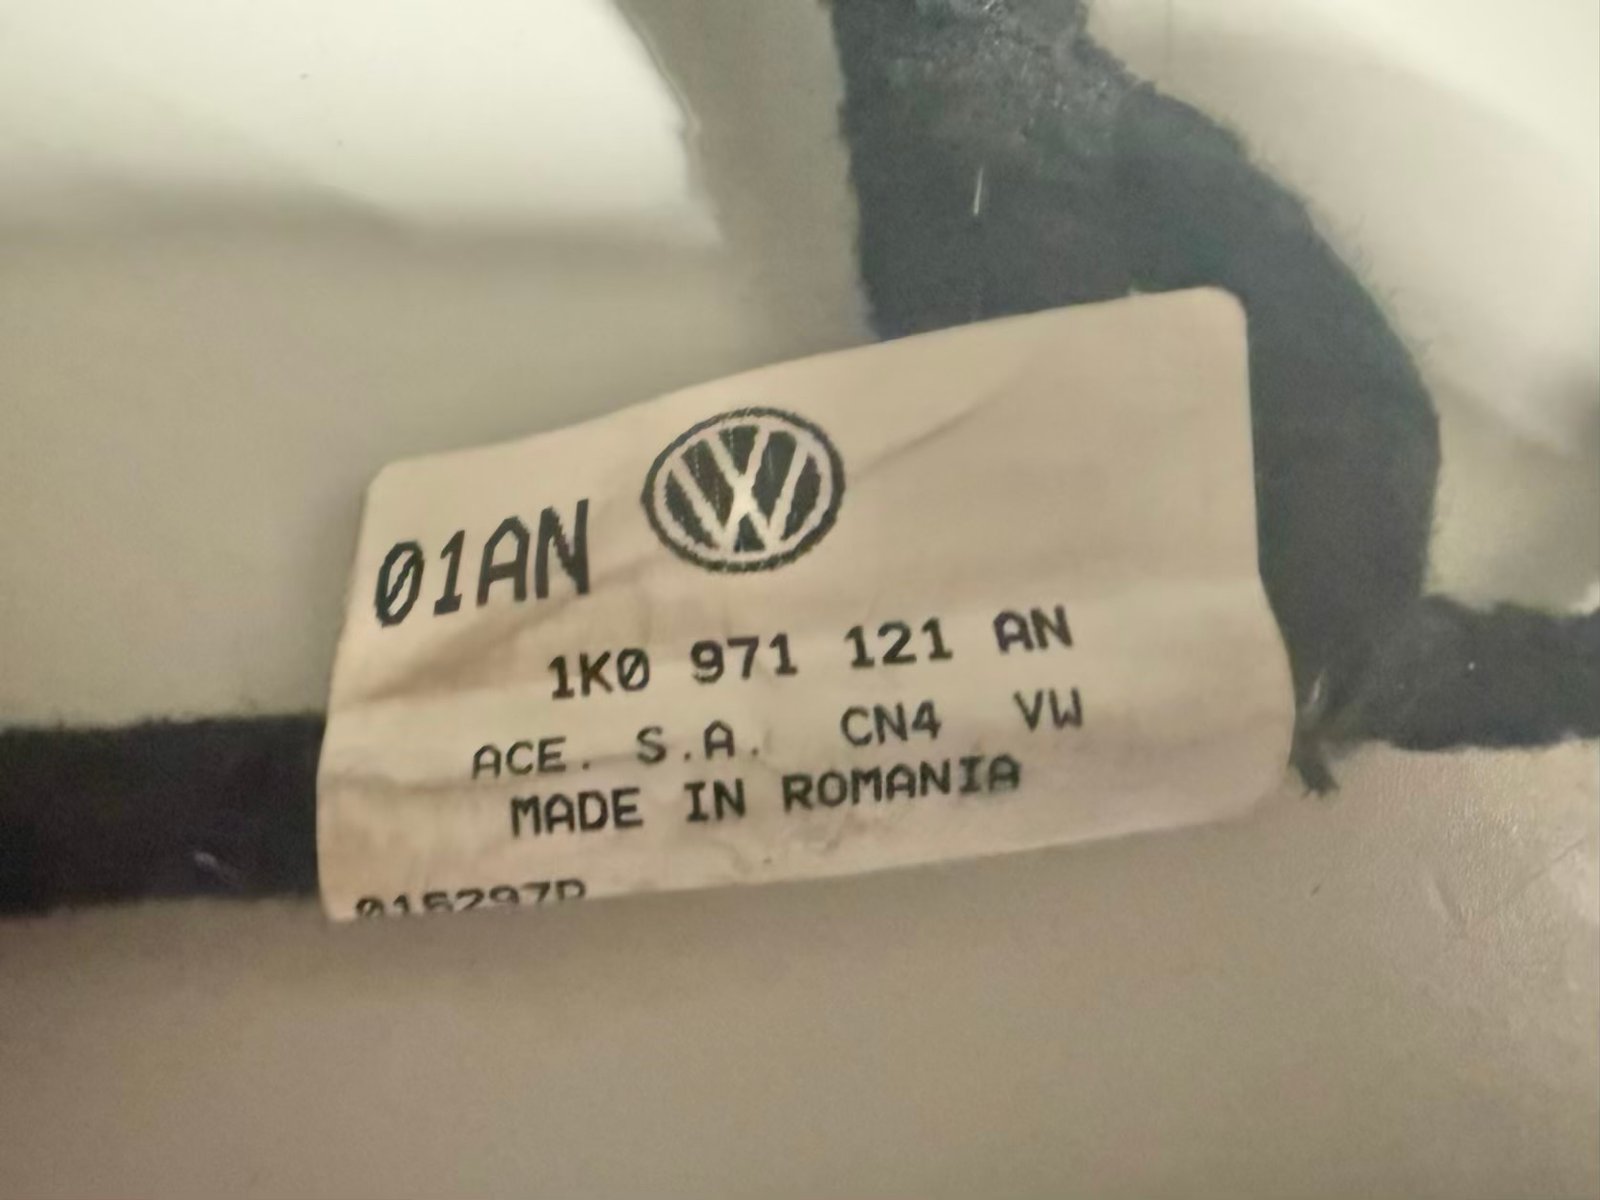 01AN
1K0 971 121 AN
ACE. S.A. CN4 VW
MADE IN ROMANIA